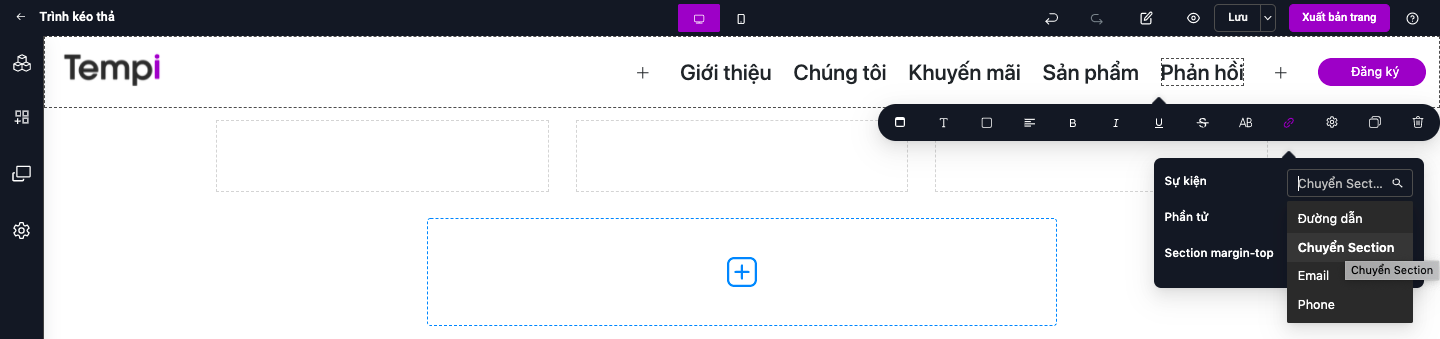 Trình kéo thả
Lưu
Xuất bản trang
Tempi
Giới thiệu
Chúng tôi
Khuyến mãi
Sản phẩm
Phản hồi
Đăng ký
T
B
I
U
S
AB
Sự kiện
Chuyển Sect...
Phần tử
Đường dẫn
Chuyển Section
Section margin-top
Chuyển Section
Email
Phone